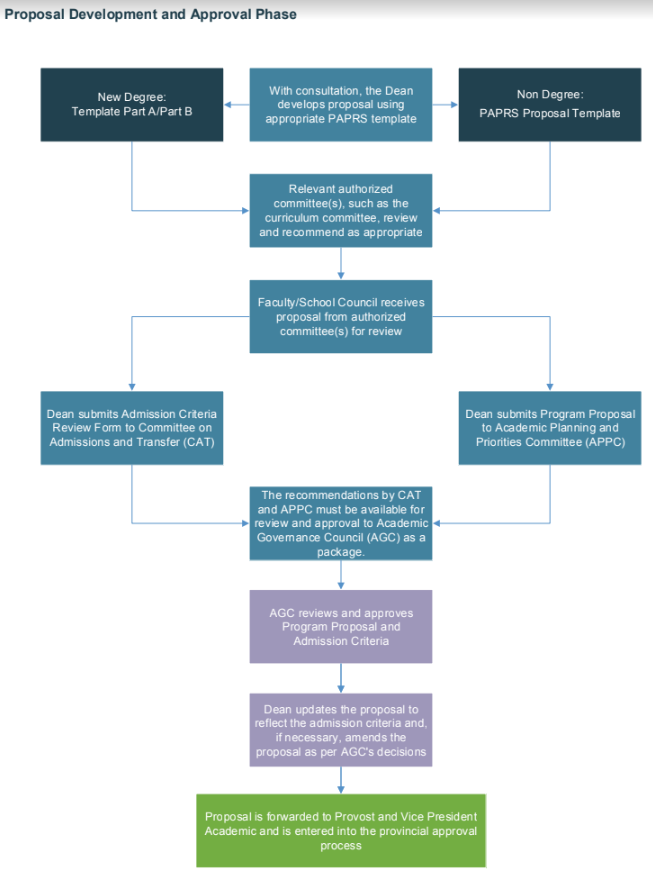 Proposal Development and Approval Phase
New Degree:
Template Part A/Part B
With consultation, the Dean
develops proposal using
appropriate PAPRS template
Non Degree:
PAPRS Proposal Template
Relevant authorized
committee(s), such as the
curriculum committee, review
and recommend as appropriate
Faculty/School Council receives
proposal from authorized
committee(s) for review
Dean submits Admission Criteria
Review Form to Committee on
Admissions and Transfer (CAT)
Dean submits Program Proposal
to Academic Planning and
Priorities Committee (APPC)
The recommendations by CAT
and APPC must be available for
review and approval to Academic
Governance Council (AGC) as a
package.
AGC reviews and approves
Program Proposal and
Admission Criteria
Dean updates the proposal to
reflect the admission criteria and,
if necessary, amends the
proposal as per AGC's decisions
Proposal is forwarded to Provost and Vice President
Academic and is entered into the provincial approval
process